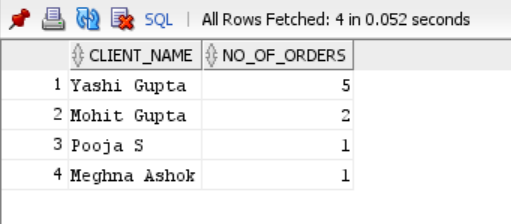 SQL | All Rows Fetched: 4 in 0.052 seconds
CLIENT_NAME NO_OF_ORDERS
1 Yashi Gupta 5
2 Mohit Gupta 2
3 Pooja S 1
4 Meghna Ashok 1